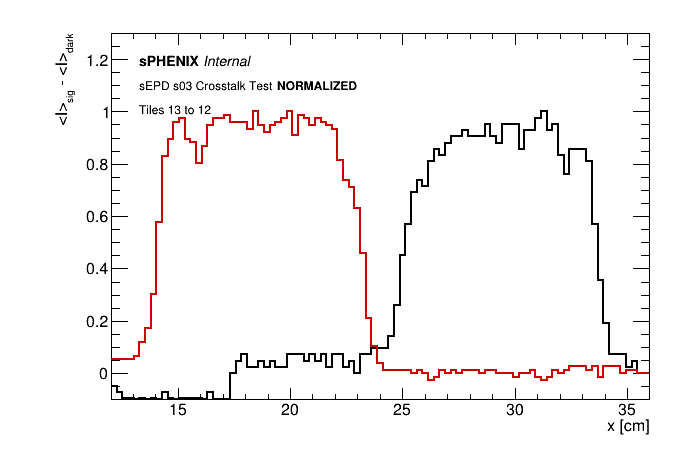 <I>sig - <I>dark
sPHENIX Internal
sEPD s03 Crosstalk Test NORMALIZED
Tiles 13 to 12
1.2
1
0.8
0.6
0.4
0.2
0
15 20 25 30 35
x [cm]